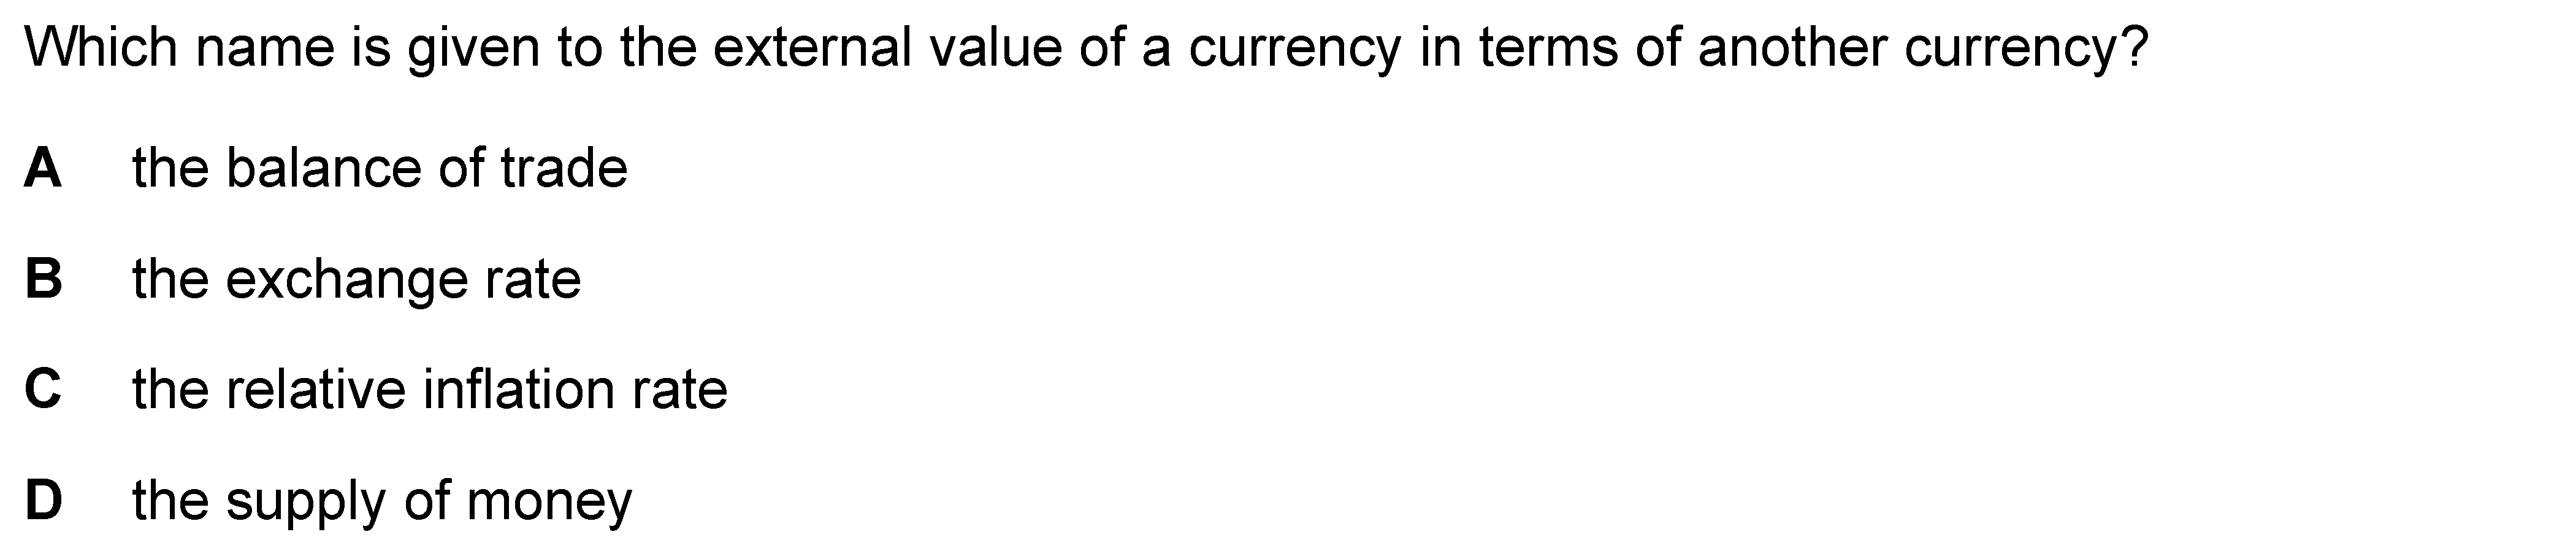 Which name is given to the external value of a currency in terms of another currency?
A the balance of trade
B the exchange rate
C the relative inflation rate
D the supply of money